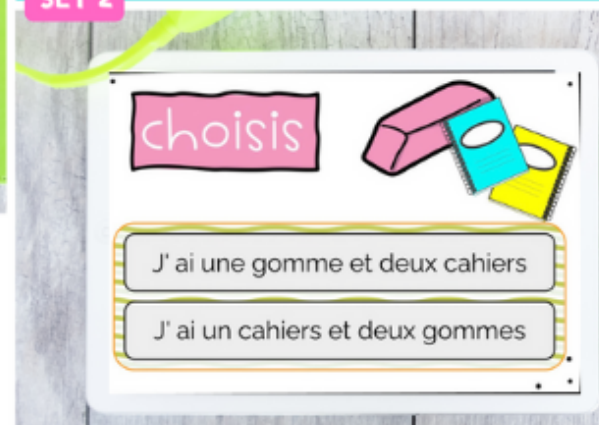 SET 2
choisis
J' ai une gomme et deux cahiers
J' ai un cahiers et deux gommes